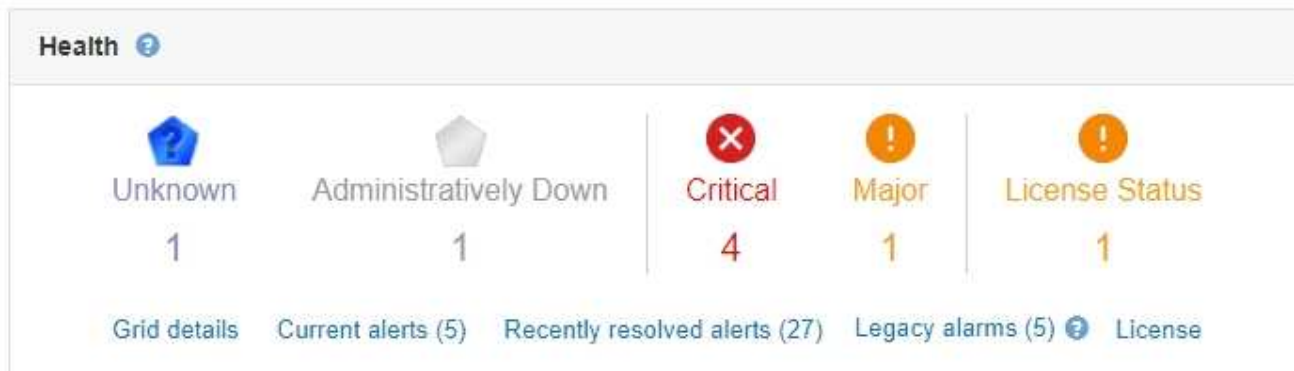 Health ?
?
Unknown Administratively Down Critical Major License Status
1 1 4 1 1
Grid details Current alerts (5) Recently resolved alerts (27) Legacy alarms (5) ? License